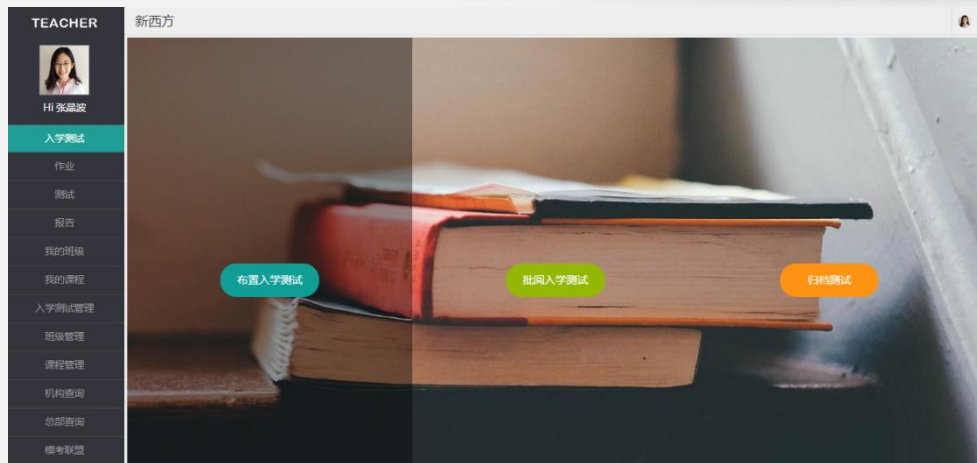 TEACHER
新西方
Hi 张晶波
入学测试
作业
测试
报告
我的班级
我的课程
入学测试管理
班级管理
课程管理
机构查询
总部查询
模考联盟
布置入学测试
批阅入学测试
归档测试